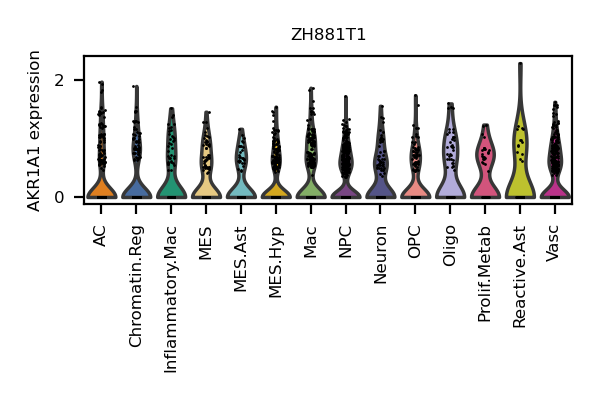 ZH881T1
AKR1A1 expression
2
0
AC
Chromatin.Reg
Inflammatory.Mac
MES
MES.Ast
MES.Hyp
Mac
NPC
Neuron
OPC
Oligo
Prolif.Metab
Reactive.Ast
Vasc